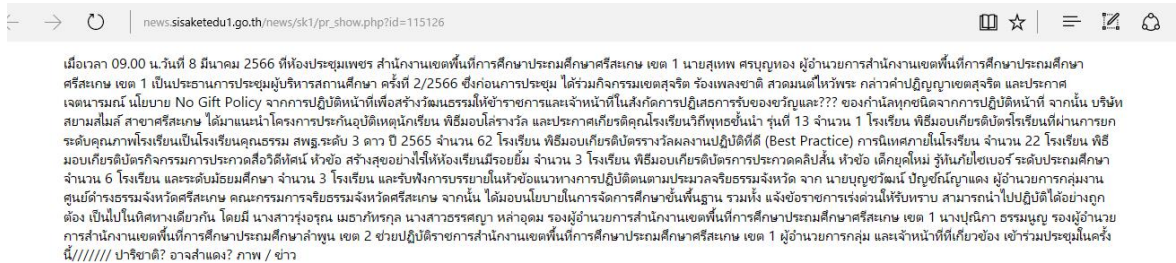 news.sisaketedu1.go.th/news/sk1/pr_show.php?id=115126
เมื่อเวลา 09.00 น.วันที่ 8 มีนาคม 2566 ที่ห้องประชุมเพชร สำนักงานเขตพื้นที่การศึกษาประถมศึกษาศรีสะเกษ เขต 1 นายสุเทพ ศรบุญทอง ผู้อำนวยการสำนักงานเขตพื้นที่การศึกษาประถมศึกษา
ศรีสะเกษ เขต 1 เป็นประธานการประชุมผู้บริหารสถานศึกษา ครั้งที่ 2/2566 ซึ่งก่อนการประชุม ได้ร่วมกิจกรรมเขตสุจริต ร้องเพลงชาติ สวดมนต์ไหว้พระ กล่าวคำปฏิญญาเขตสุจริต และประกาศ
เจตนารมณ์ นโยบาย No Gift Policy จากการปฏิบัติหน้าที่เพื่อสร้างวัฒนธรรมให้ข้าราชการและเจ้าหน้าที่ในสังกัดการปฏิเสธการรับของขวัญและ??? ของกำนัลทุกชนิดจากการปฏิบัติหน้าที่ จากนั้น บริษัท
สยามสไมล์ สาขาศรีสะเกษ ได้มาแนะนำโครงการประกันอุบัติเหตุนักเรียน พิธีมอบโล่รางวัล และประกาศเกียรติคุณโรงเรียนวิถีพุทธชั้นนำ รุ่นที่ 13 จำนวน 1 โรงเรียน พิธีมอบเกียรติบัตรโรงเรียนที่ผ่านการยก
ระดับคุณภาพโรงเรียนเป็นโรงเรียนคุณธรรม สพฐ.ระดับ 3 ดาว ปี 2565 จำนวน 62 โรงเรียน พิธีมอบเกียรติบัตรรางวัลผลงานปฏิบัติที่ดี (Best Practice) การนิเทศภายในโรงเรียน จำนวน 22 โรงเรียน พิธี
มอบเกียรติบัตรกิจกรรมการประกวดสื่อวิดีทัศน์ หัวข้อ สร้างสุขอย่างไรให้ห้องเรียนมีรอยยิ้ม จำนวน 3 โรงเรียน พิธีมอบเกียรติบัตรการประกวดคลิปสั้น หัวข้อ เด็กยุคใหม่ รู้ทันภัยไซเบอร์ ระดับประถมศึกษา
จำนวน 6 โรงเรียน และระดับมัธยมศึกษา จำนวน 3 โรงเรียน และรับฟังการบรรยายในหัวข้อแนวทางการปฏิบัติตนตามประมวลจริยธรรมจังหวัด จาก นายบุญชวัฒน์ ปัญช์ณ์ญาแดง ผู้อำนวยการกลุ่มงาน
ศูนย์ดำรงธรรมจังหวัดศรีสะเกษ คณะกรรมการจริยธรรมจังหวัดศรีสะเกษ จากนั้น ได้มอบนโยบายในการจัดการศึกษาขั้นพื้นฐาน รวมทั้ง แจ้งข้อราชการเร่งด่วนให้รับทราบ สามารถนำไปปฏิบัติได้อย่างถูก
ต้อง เป็นไปในทิศทางเดียวกัน โดยมี นางสาวรุ่งอรุณ เมธาภัทรกุล นางสาวธรรศญา หล่าอุดม รองผู้อำนวยการสำนักงานเขตพื้นที่การศึกษาประถมศึกษาศรีสะเกษ เขต 1 นางปุณิกา ธรรมนูญ รองผู้อำนวย
การสำนักงานเขตพื้นที่การศึกษาประถมศึกษาลำพูน เขต 2 ช่วยปฏิบัติราชการสำนักงานเขตพื้นที่การศึกษาประถมศึกษาศรีสะเกษ เขต 1 ผู้อำนวยการกลุ่ม และเจ้าหน้าที่ที่เกี่ยวข้อง เข้าร่วมประชุมในครั้ง
นี้/////// ปาริชาติ? อาจสำแดง? ภาพ / ข่าว